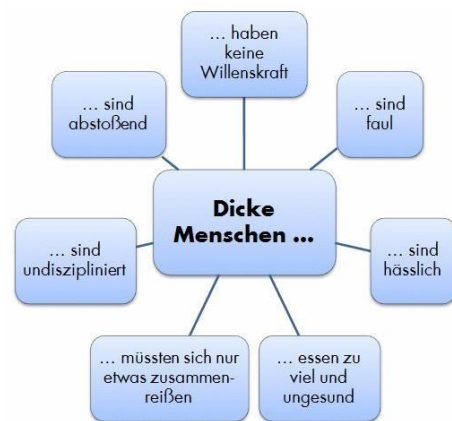 ... haben
keine
Willenskraft
... sind
abstoßend
... sind
faul
Dicke
Menschen ...
... sind
undiszipliniert
... sind
hässlich
... müssten sich nur
etwas zusammen-
reißen
... essen zu
viel und
ungesund